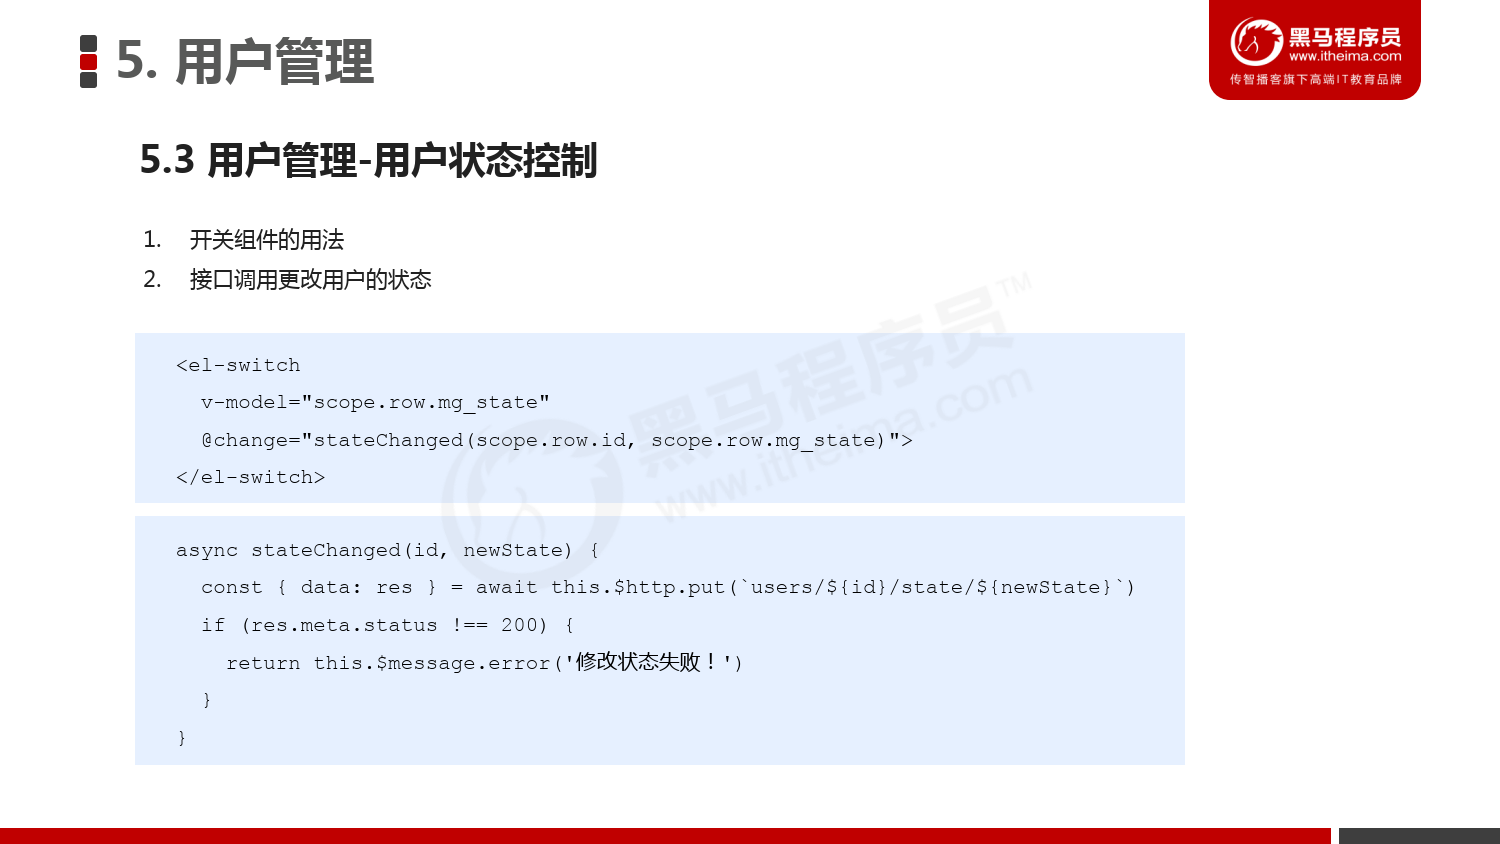 5. 用户管理
黑马程序员
www.itheima.com
传智播客旗下高端IT教育品牌
5.3 用户管理-用户状态控制
1. 开关组件的用法
2. 接口调用更改用户的状态
<el-switch
  v-model="scope.row.mg_state"
  @change="stateChanged(scope.row.id, scope.row.mg_state)">
</el-switch>
async stateChanged(id, newState) {
  const { data: res } = await this.$http.put(`users/${id}/state/${newState}`)
  if (res.meta.status !== 200) {
    return this.$message.error('修改状态失败！')
  }
}
黑马程序员™
www.itheima.com